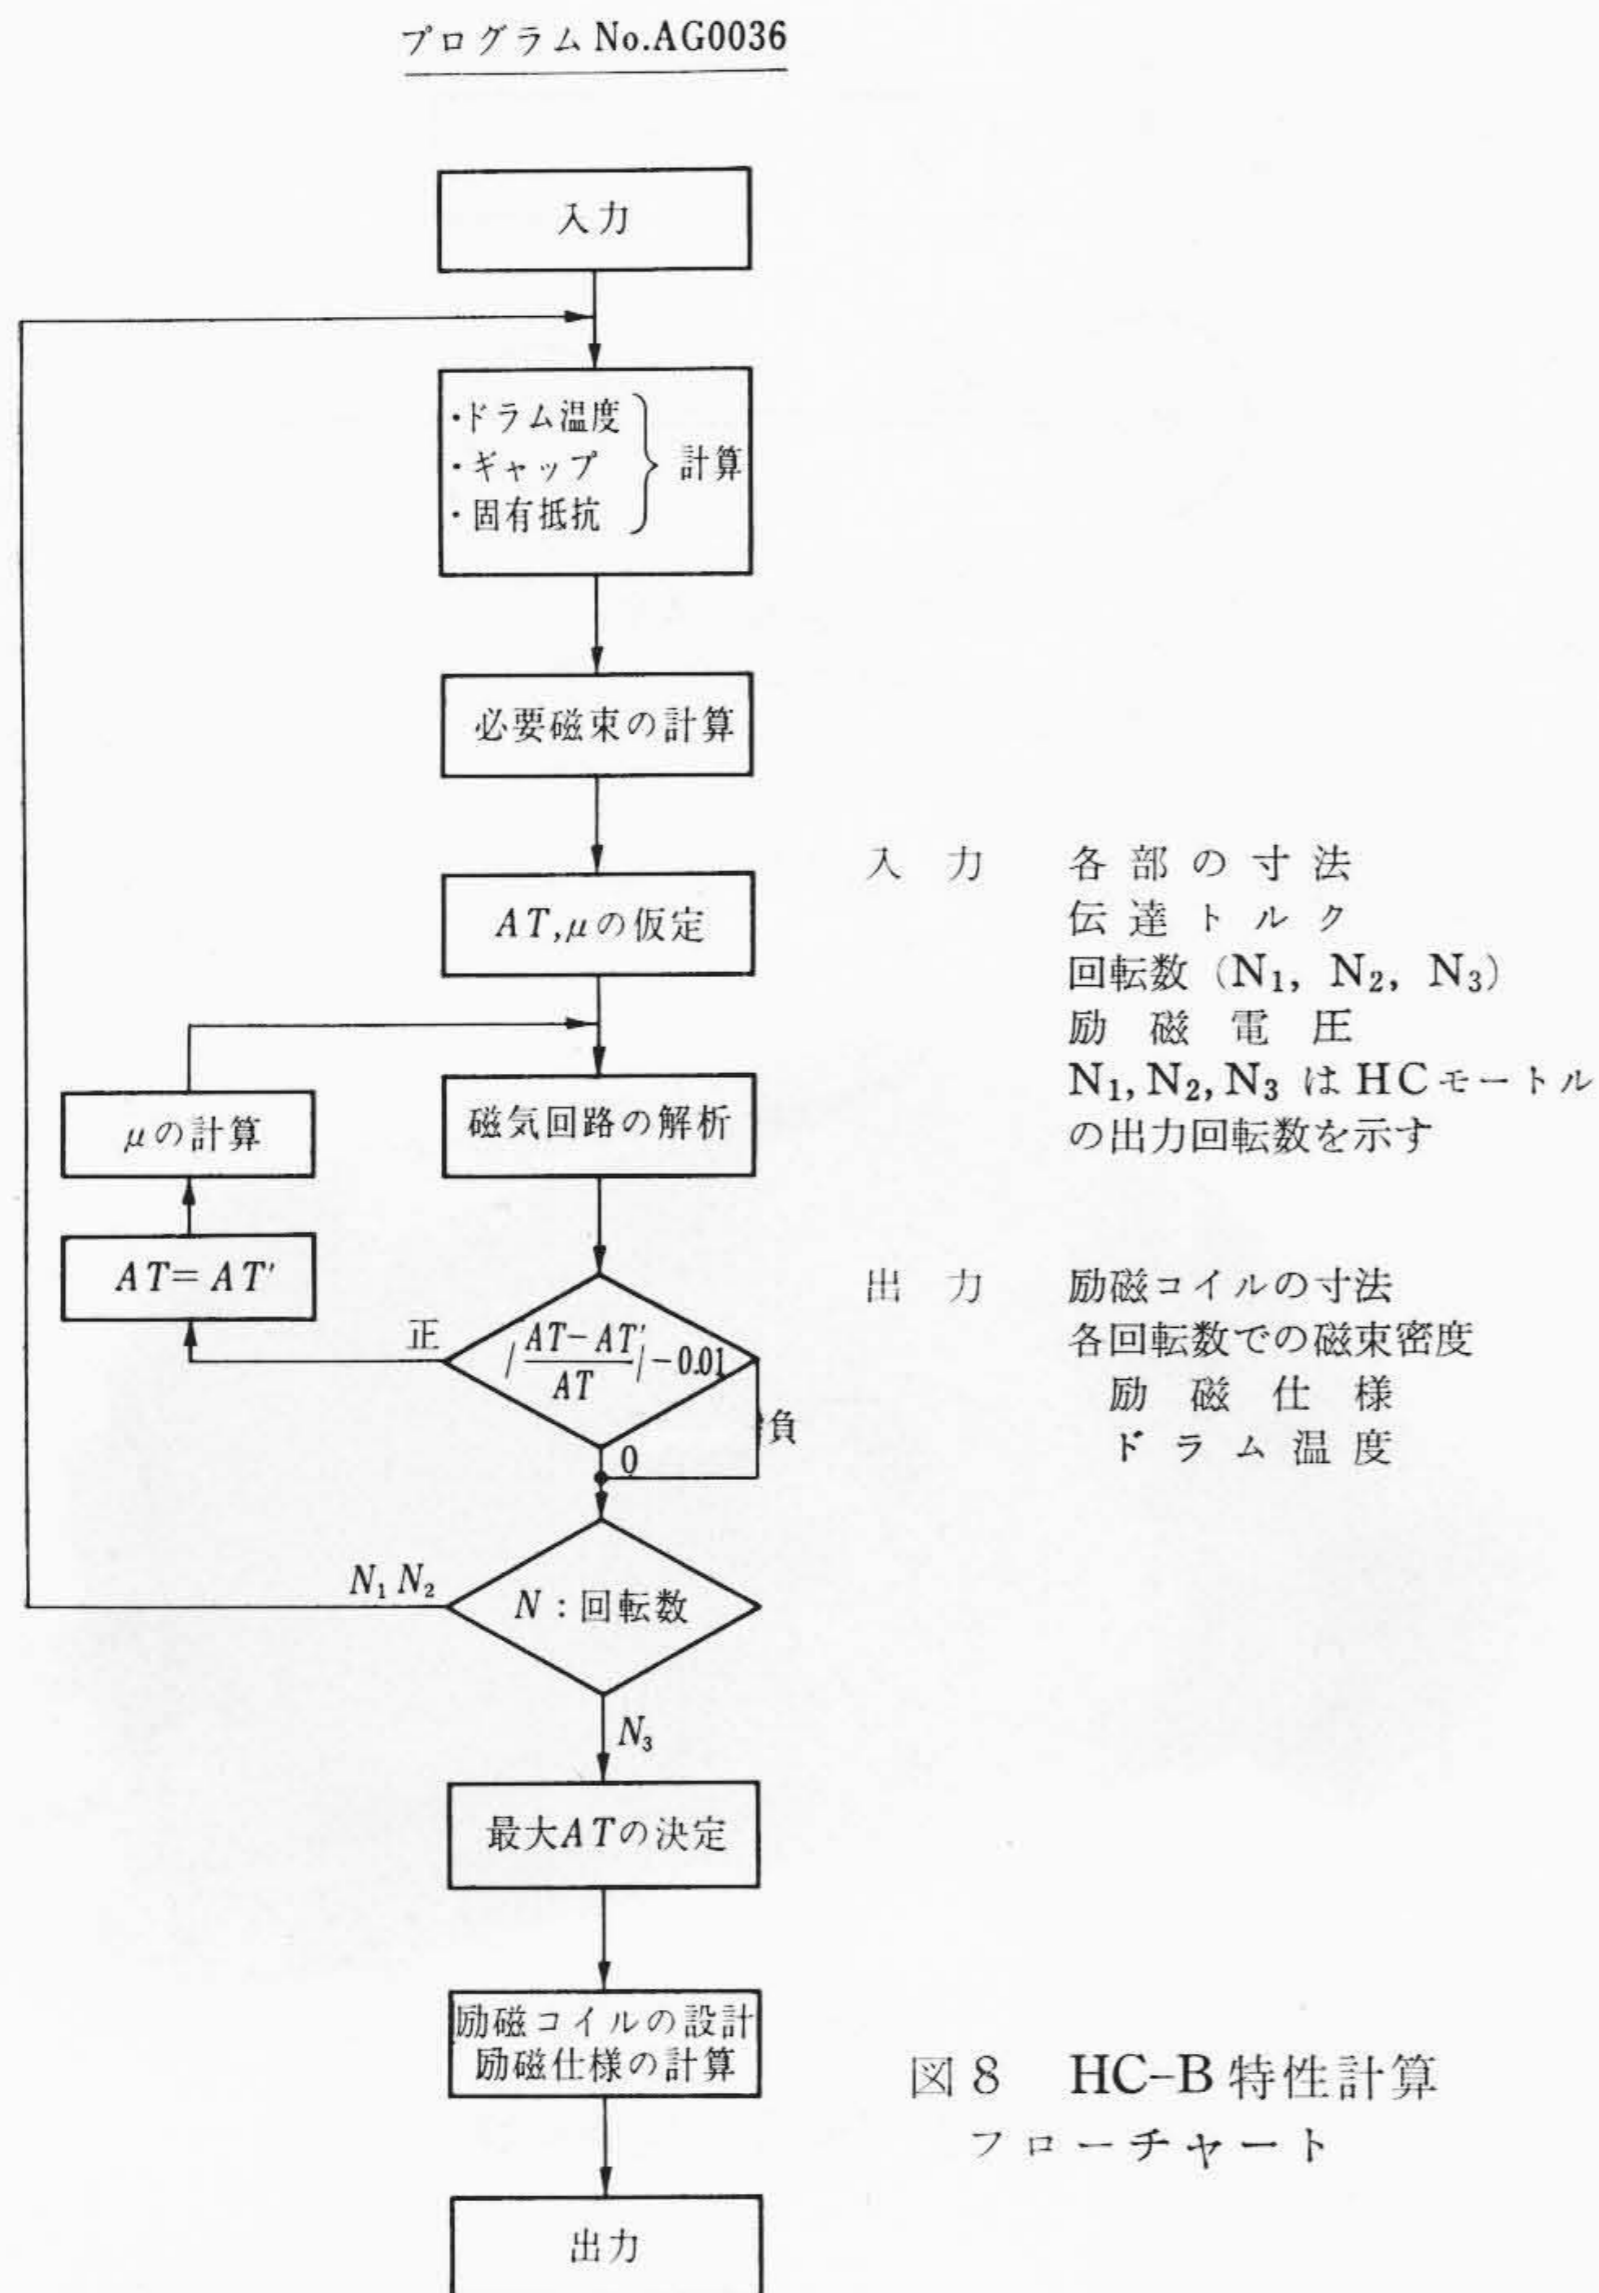 プログラムNo.AG0036
入力
・ドラム温度
・ギャップ
・固有抵抗
計算
必要磁束の計算
AT,μの仮定
磁気回路の解析
μの計算
AT=AT'
正
|AT-AT'/AT|-0.01
負
0
N1 N2
N:回転数
N3
最大ATの決定
励磁コイルの設計
励磁仕様の計算
出力
入力 各部の寸法
伝達トルク
回転数 (N1, N2, N3)
励磁電圧
N1,N2,N3 は HCモートル
の出力回転数を示す
出力 励磁コイルの寸法
各回転数での磁束密度
励磁仕様
ドラム温度
図8 HC-B特性計算
フローチャート